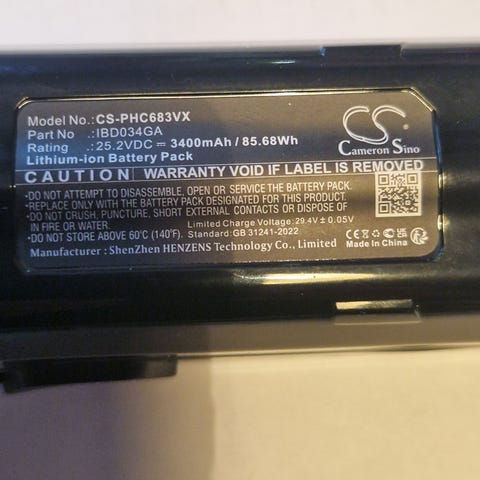 Model No.:CS-PHC683VX
Part No :IBD034GA
Rating :25.2VDC⎓3400mAh / 85.68Wh
Lithium-ion Battery Pack
CS
Cameron Sino
CAUTION WARRANTY VOID IF LABEL IS REMOVED
•DO NOT ATTEMPT TO DISASSEMBLE, OPEN OR SERVICE THE BATTERY PACK.
•REPLACE ONLY WITH THE BATTERY PACK DESIGNATED FOR THIS PRODUCT.
•DO NOT CRUSH, PUNCTURE, SHORT EXTERNAL CONTACTS OR DISPOSE OF
IN FIRE OR WATER.
Limited Charge Voltage:29.4V± 0.05V
•DO NOT STORE ABOVE 60°C (140°F).
Standard:GB 31241-2022
Manufacturer : ShenZhen HENZENS Technology Co., Limited
CE
Made In China